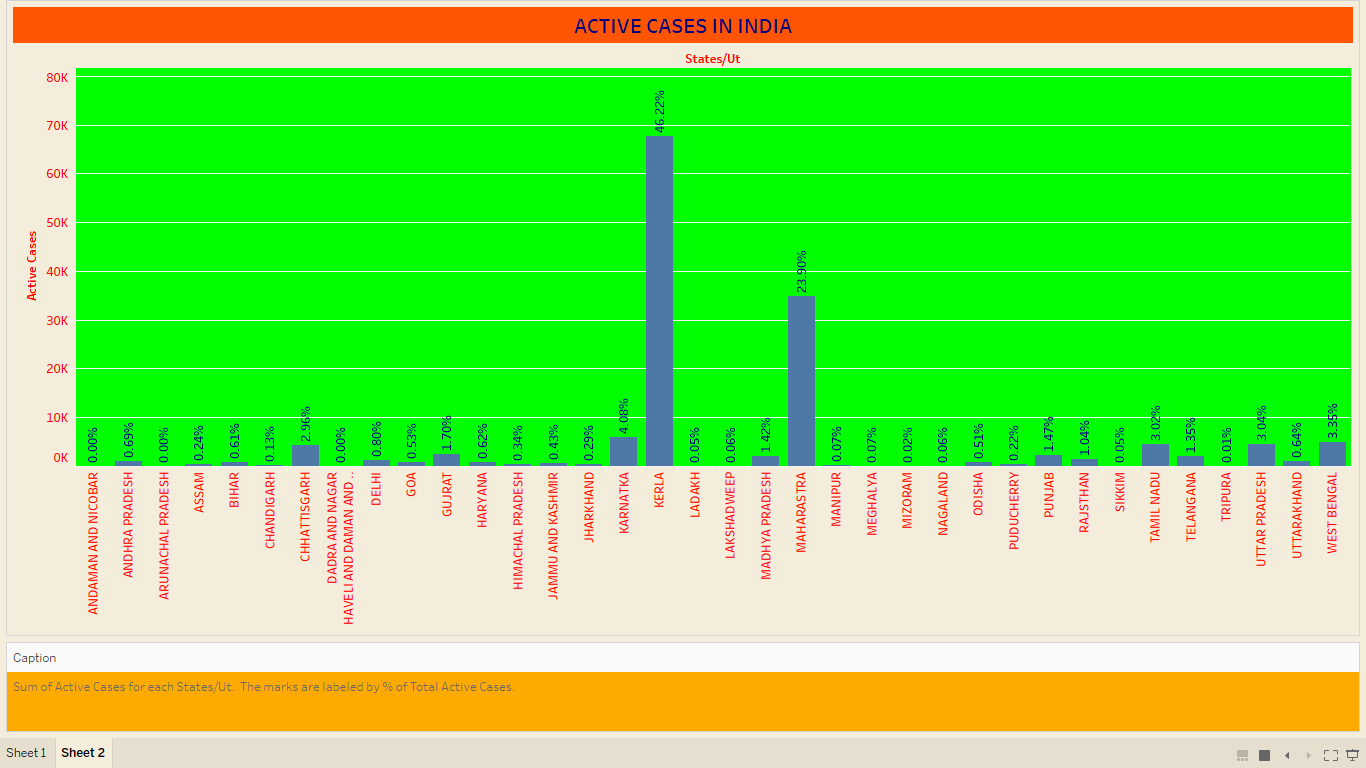 ACTIVE CASES IN INDIA
States/Ut
Active Cases
80K
70K
60K
50K
40K
30K
20K
10K
0K
0.00%
0.69%
0.00%
0.24%
0.61%
0.13%
2.96%
0.00%
0.80%
0.53%
1.70%
0.62%
0.34%
0.43%
0.29%
4.08%
46.22%
0.05%
0.06%
1.42%
23.90%
0.07%
0.07%
0.02%
0.06%
0.51%
0.22%
1.47%
1.04%
0.05%
3.02%
1.35%
0.01%
3.04%
0.64%
3.35%
ANDAMAN AND NICOBAR
ANDHRA PRADESH
ARUNACHAL PRADESH
ASSAM
BIHAR
CHANDIGARH
CHHATTISGARH
DADRA AND NAGAR
HAVELI AND DAMAN AND ..
DELHI
GOA
GUJRAT
HARYANA
HIMACHAL PRADESH
JAMMU AND KASHMIR
JHARKHAND
KARNATKA
KERLA
LADAKH
LAKSHADWEEP
MADHYA PRADESH
MAHARASTRA
MANIPUR
MEGHALYA
MIZORAM
NAGALAND
ODISHA
PUDUCHERRY
PUNJAB
RAJSTHAN
SIKKIM
TAMIL NADU
TELANGANA
TRIPURA
UTTAR PRADESH
UTTARAKHAND
WEST BENGAL
Caption
Sum of Active Cases for each States/Ut.  The marks are labeled by % of Total Active Cases.
Sheet 1
Sheet 2